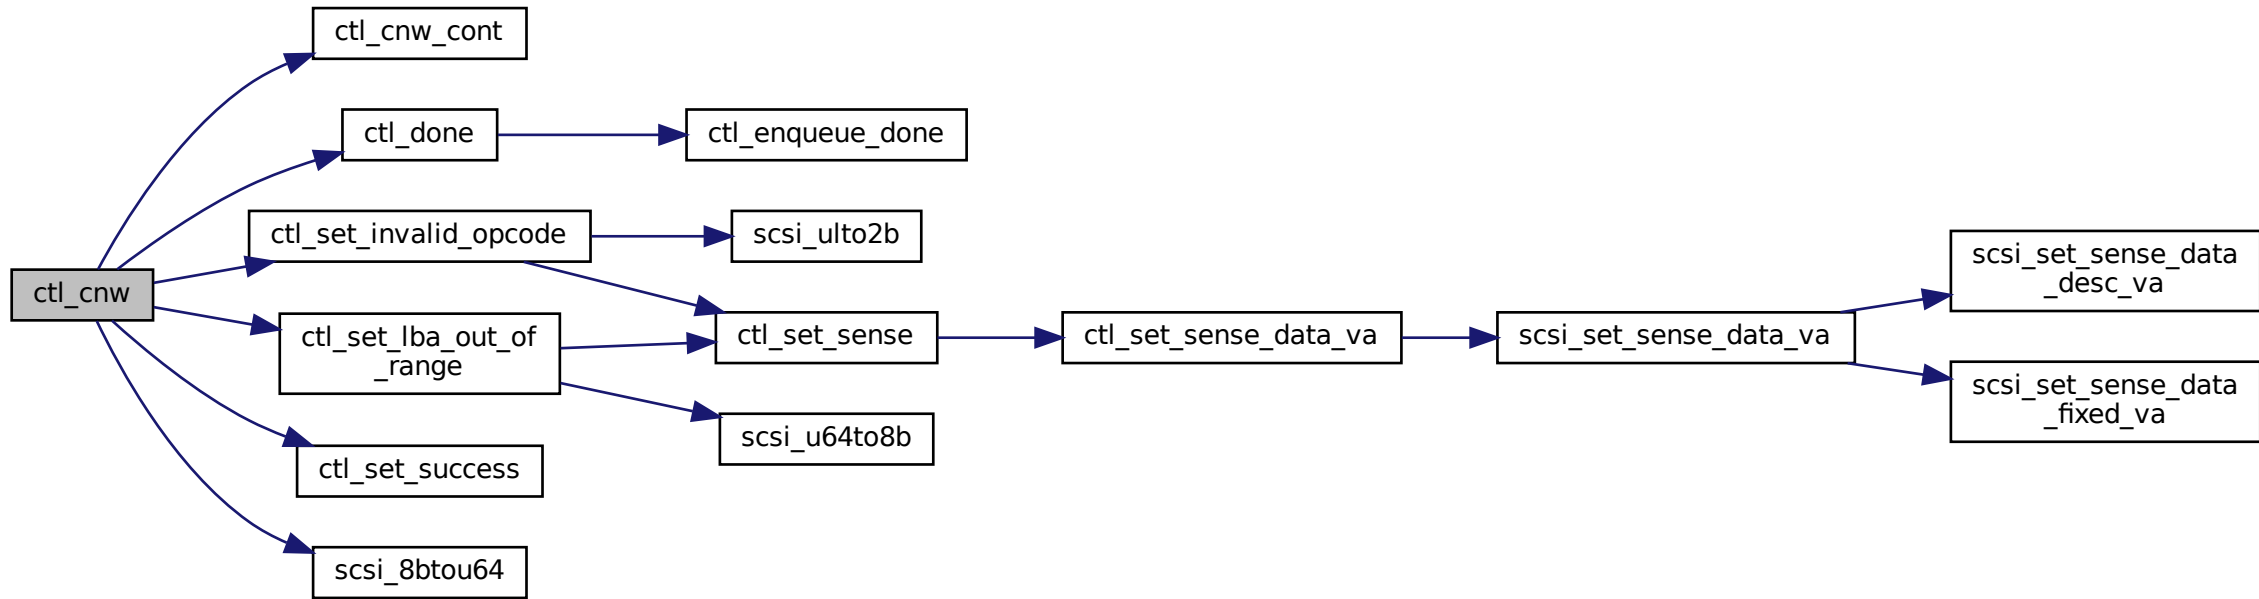 ctl_cnw_cont
ctl_done
ctl_enqueue_done
ctl_set_invalid_opcode
scsi_ulto2b
scsi_set_sense_data
_desc_va
ctl_cnw
ctl_set_lba_out_of
_range
ctl_set_sense
ctl_set_sense_data_va
scsi_set_sense_data_va
scsi_set_sense_data
_fixed_va
scsi_u64to8b
ctl_set_success
scsi_8btou64